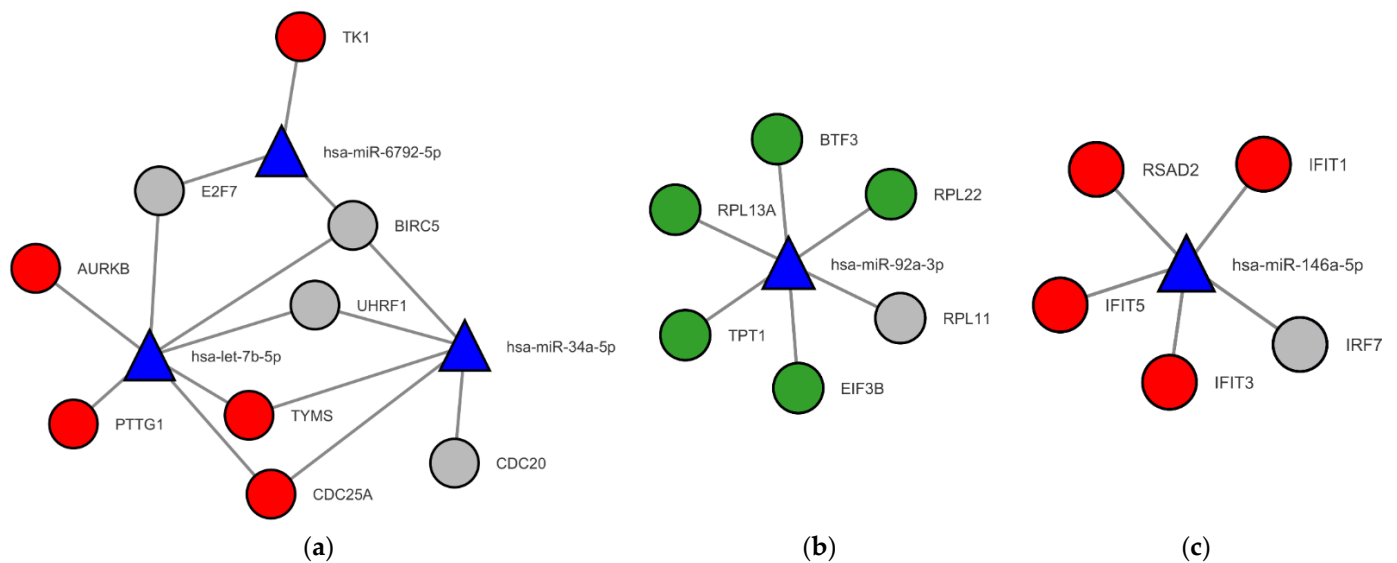 TK1
hsa-miR-6792-5p
E2F7
BIRC5
AURKB
UHRF1
hsa-let-7b-5p
hsa-miR-34a-5p
PTTG1
TYMS
CDC20
CDC25A
(a)
BTF3
RPL22
RPL13A
hsa-miR-92a-3p
RPL11
TPT1
EIF3B
(b)
RSAD2
IFIT1
hsa-miR-146a-5p
IFIT5
IRF7
IFIT3
(c)